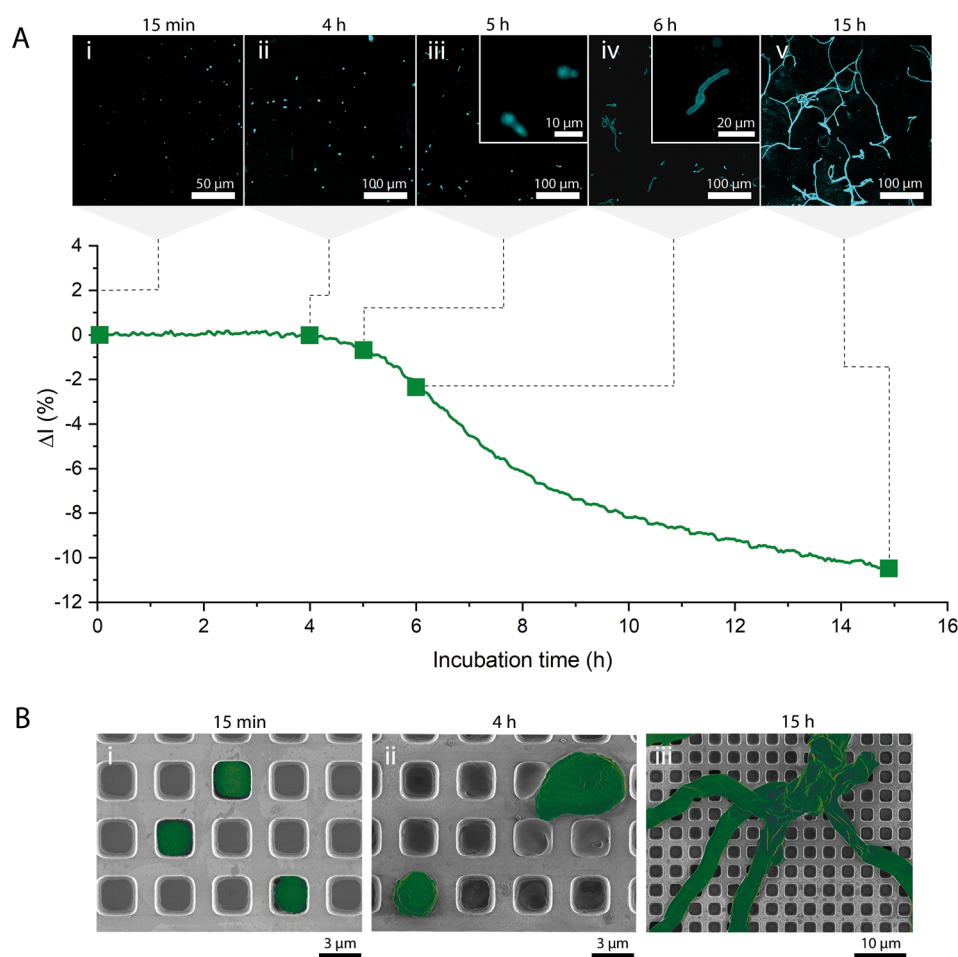 A
15 min
4 h
5 h
6 h
15 h
i
ii
iii
iv
v
10 µm
20 µm
50 µm
100 µm
100 µm
100 µm
100 µm
4
2
0
-2
-4
-6
-8
-10
-12
ΔI (%)
0 2 4 6 8 10 12 14 16
Incubation time (h)
B
15 min
4 h
15 h
i
ii
iii
3 µm
3 µm
10 µm